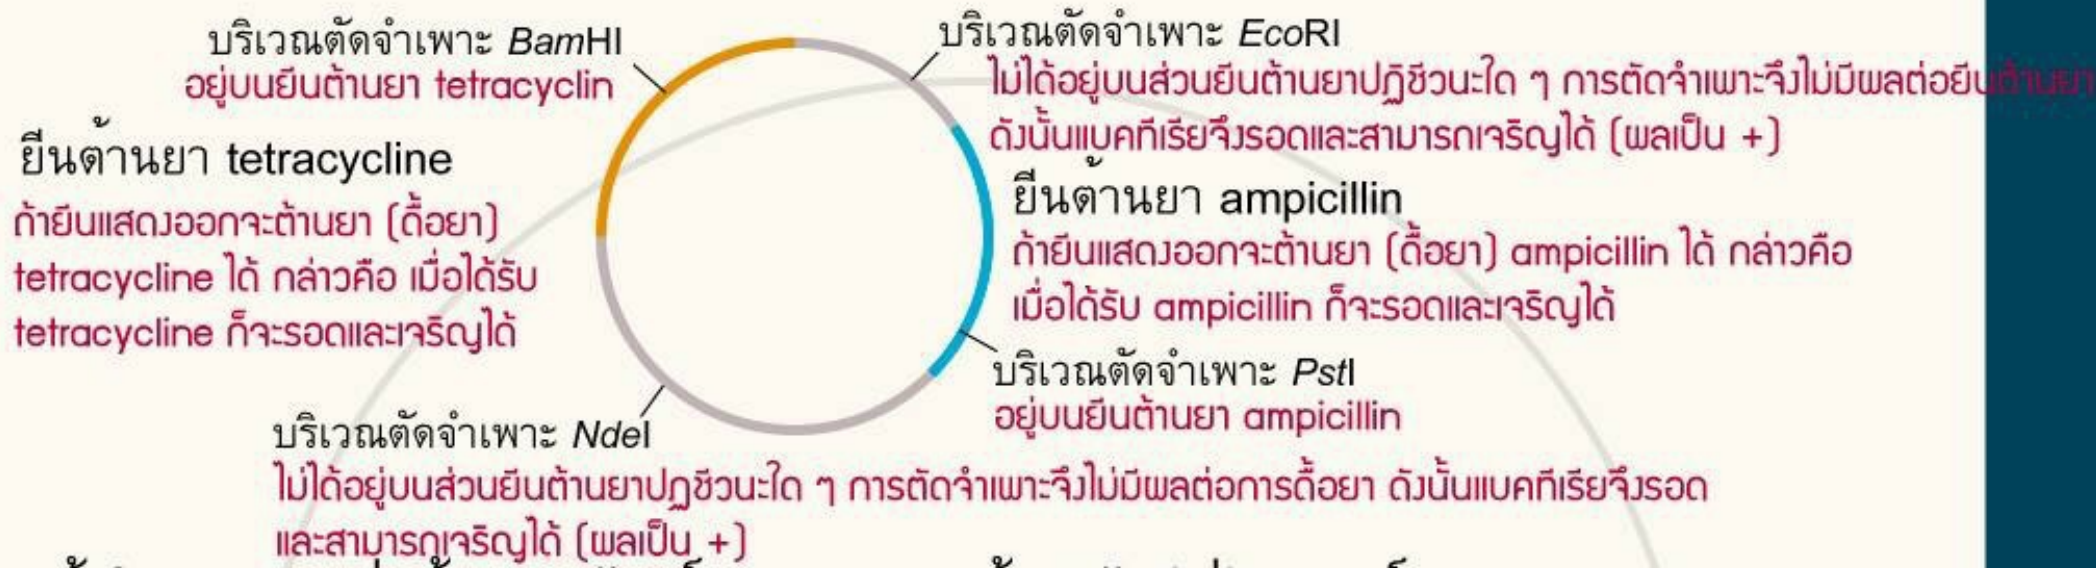 บริเวณตัดจำเพาะ BamHI
อยู่บนยีนต้านยา tetracyclin
บริเวณตัดจำเพาะ EcoRI
ไม่ได้อยู่บนส่วนยีนต้านยาปฏิชีวนะใด ๆ การตัดจำเพาะจึงไม่มีผลต่อยีนต้านยา
ดังนั้นแบคทีเรียจึงรอดและสามารถเจริญได้ (ผลเป็น +)
ยีนต้านยา tetracycline
ถ้ายีนแสดงออกจะต้านยา (ดื้อยา)
tetracycline ได้ กล่าวคือ เมื่อได้รับ
tetracycline ก็จะรอดและเจริญได้
ยีนต้านยา ampicillin
ถ้ายีนแสดงออกจะต้านยา (ดื้อยา) ampicillin ได้ กล่าวคือ
เมื่อได้รับ ampicillin ก็จะรอดและเจริญได้
บริเวณตัดจำเพาะ PstI
อยู่บนยีนต้านยา ampicillin
บริเวณตัดจำเพาะ NdeI
ไม่ได้อยู่บนส่วนยีนต้านยาปฏชีวนะใด ๆ การตัดจำเพาะจึงไม่มีผลต่อการดื้อยา ดังนั้นแบคทีเรียจึงรอด
และสามารถเจริญได้ (ผลเป็น +)